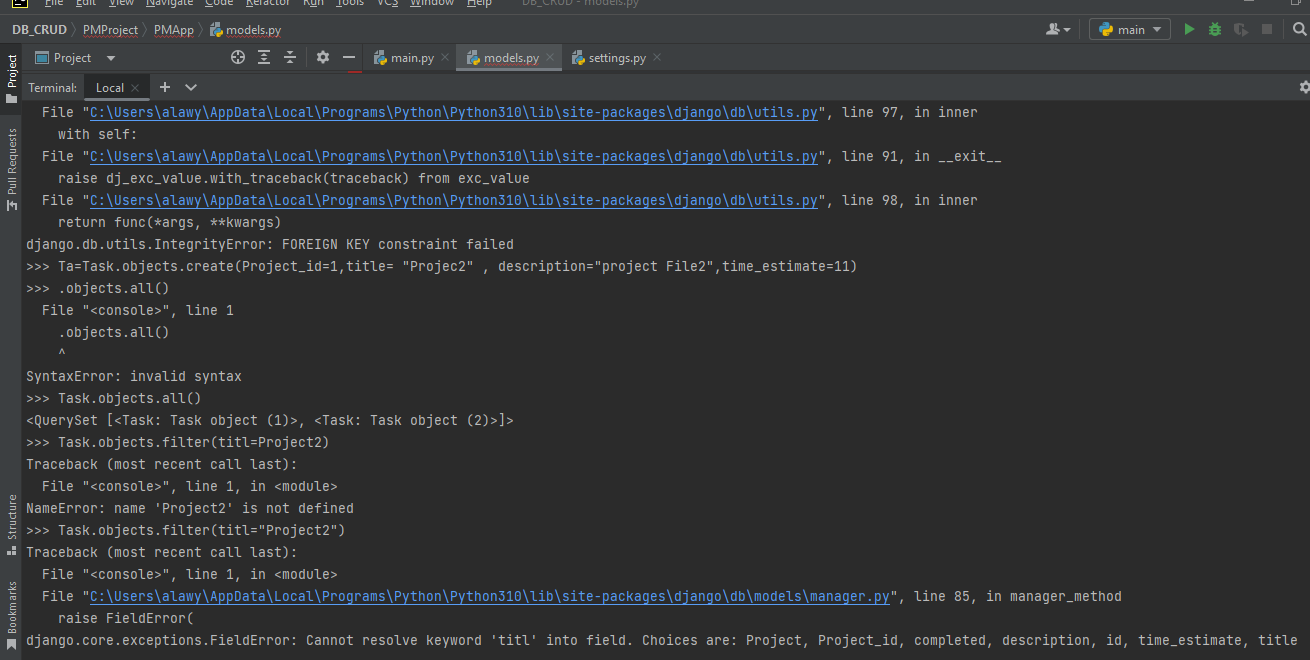 File Edit View Navigate Code Refactor Run Tools VCS Window Help DB_CRUD - models.py
DB_CRUD PMProject PMApp models.py main
Project main.py models.py settings.py
Terminal: Local
Project
Pull Requests
Structure
Bookmarks
File "C:\Users\alawy\AppData\Local\Programs\Python\Python310\lib\site-packages\django\db\utils.py", line 97, in inner
with self:
File "C:\Users\alawy\AppData\Local\Programs\Python\Python310\lib\site-packages\django\db\utils.py", line 91, in __exit__
raise dj_exc_value.with_traceback(traceback) from exc_value
File "C:\Users\alawy\AppData\Local\Programs\Python\Python310\lib\site-packages\django\db\utils.py", line 98, in inner
return func(*args, **kwargs)
django.db.utils.IntegrityError: FOREIGN KEY constraint failed
>>> Ta=Task.objects.create(Project_id=1,title= "Projec2" , description="project File2",time_estimate=11)
>>> .objects.all()
File "<console>", line 1
.objects.all()
^
SyntaxError: invalid syntax
>>> Task.objects.all()
<QuerySet [<Task: Task object (1)>, <Task: Task object (2)>]>
>>> Task.objects.filter(titl=Project2)
Traceback (most recent call last):
File "<console>", line 1, in <module>
NameError: name 'Project2' is not defined
>>> Task.objects.filter(titl="Project2")
Traceback (most recent call last):
File "<console>", line 1, in <module>
File "C:\Users\alawy\AppData\Local\Programs\Python\Python310\lib\site-packages\django\db\models\manager.py", line 85, in manager_method
raise FieldError(
django.core.exceptions.FieldError: Cannot resolve keyword 'titl' into field. Choices are: Project, Project_id, completed, description, id, time_estimate, title